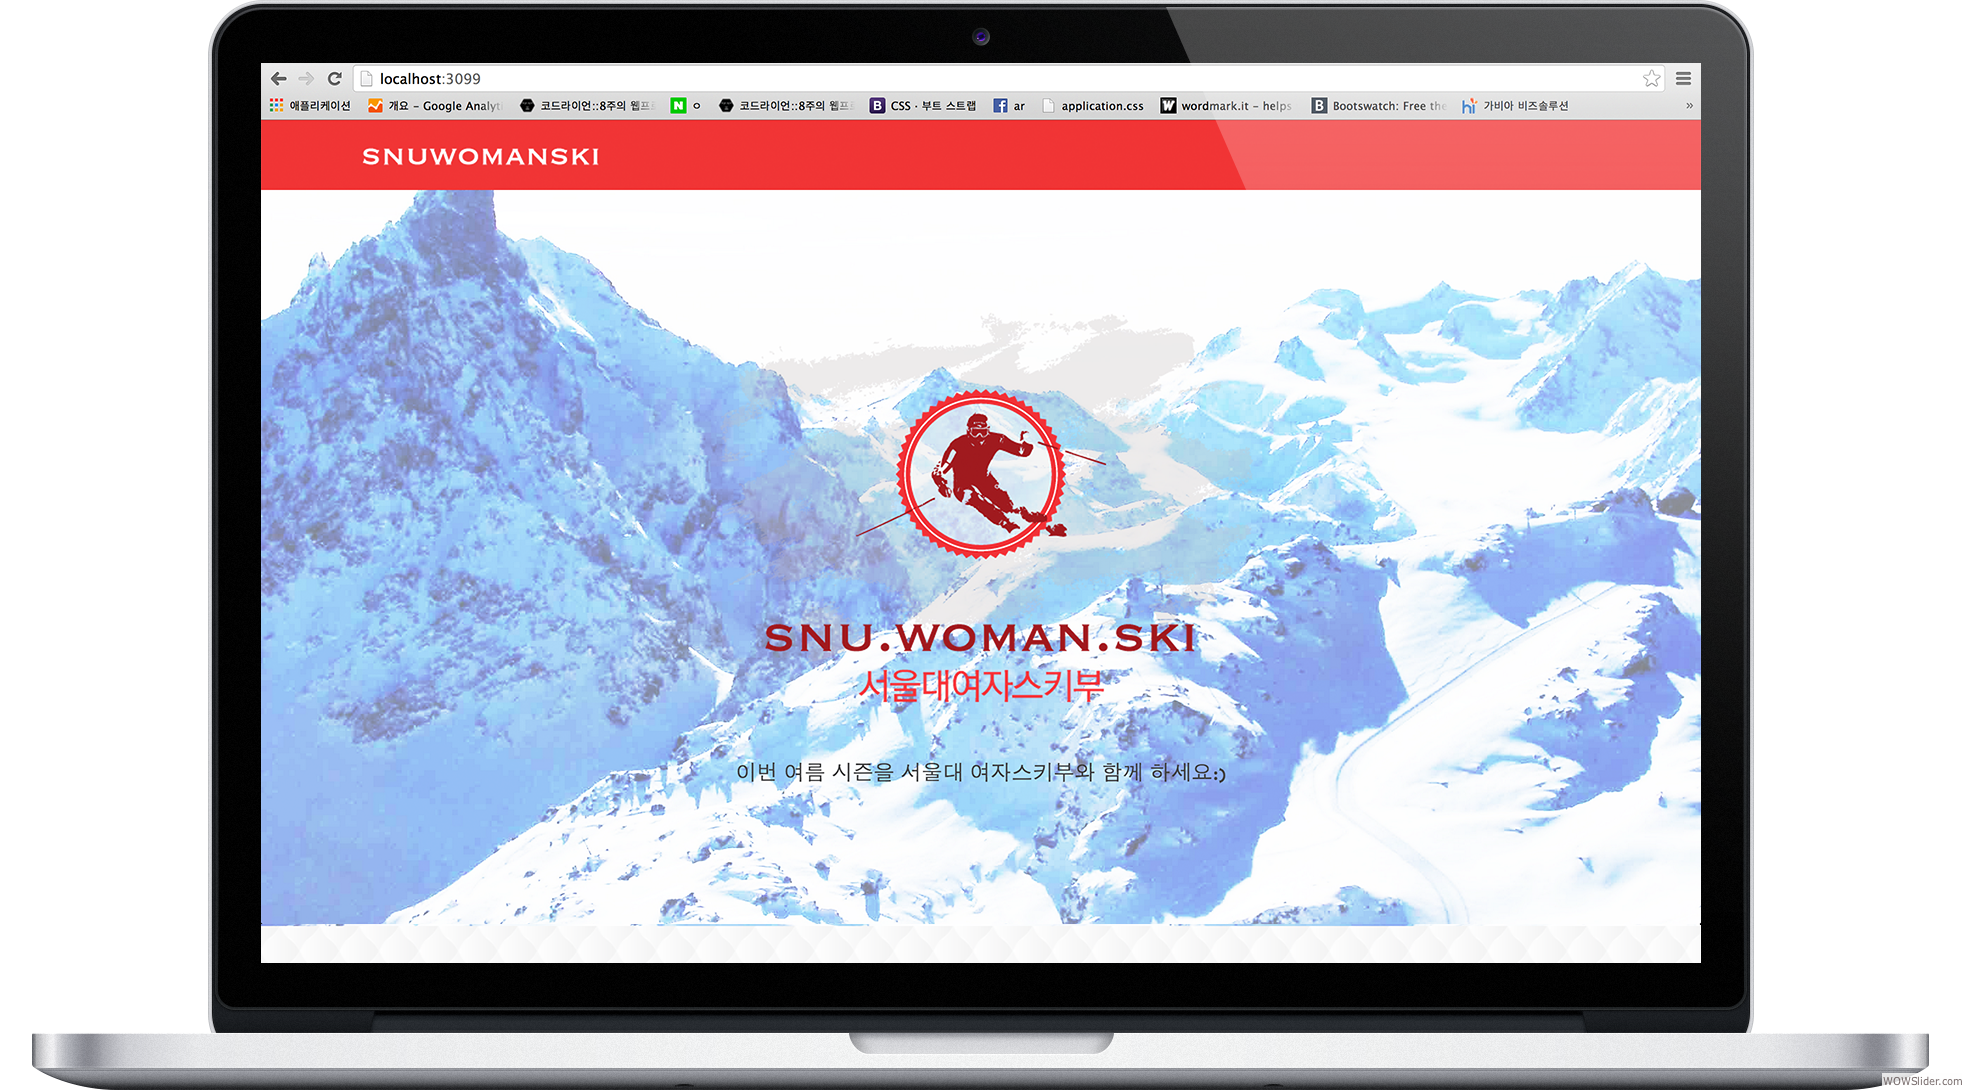 localhost:3099
애플리케이션 개요 – Google Analyt 코드라이언::8주의 웹프 ㅇ 코드라이언::8주의 웹프 CSS · 부트 스트랩 ar application.css wordmark.it – helps Bootswatch: Free the 가비아 비즈솔루션 »
SNUWOMANSKI
SNU.WOMAN.SKI
서울대여자스키부
이번 여름 시즌을 서울대 여자스키부와 함께 하세요:)
WOWSlider.com